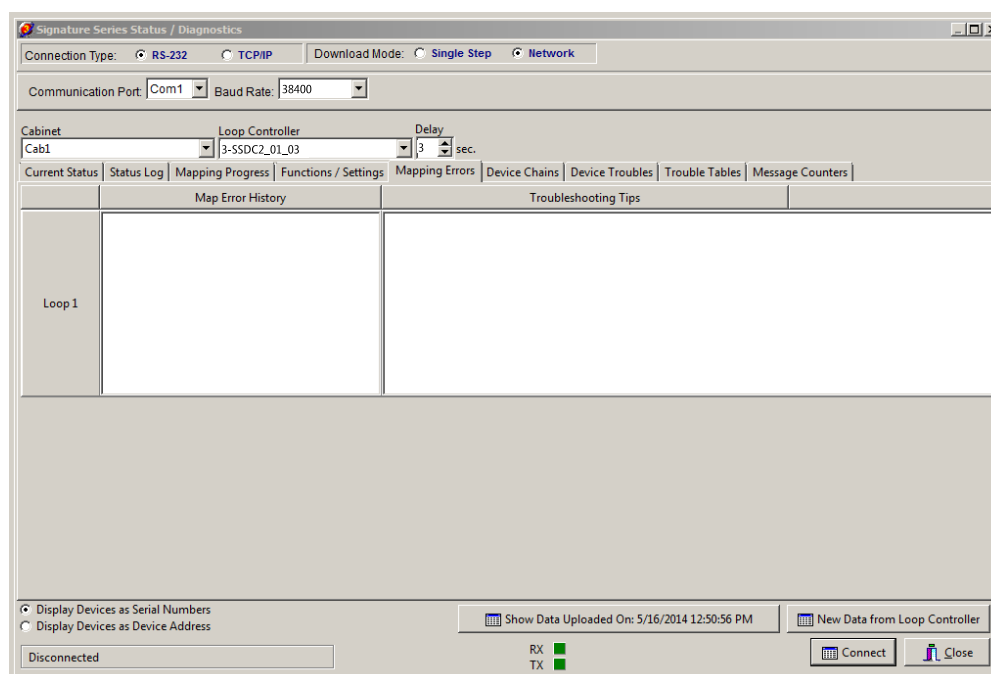 Signature Series Status / Diagnostics
Connection Type: RS-232 TCP/IP Download Mode: Single Step Network
Communication Port: Com1 Baud Rate: 38400
Cabinet Loop Controller Delay
Cab1 3-SSDC2_01_03 3 sec.
Current Status Status Log Mapping Progress Functions / Settings Mapping Errors Device Chains Device Troubles Trouble Tables Message Counters
Map Error History Troubleshooting Tips
Loop 1
Display Devices as Serial Numbers
Display Devices as Device Address
Show Data Uploaded On: 5/16/2014 12:50:56 PM New Data from Loop Controller
Disconnected
RX
TX
Connect Close